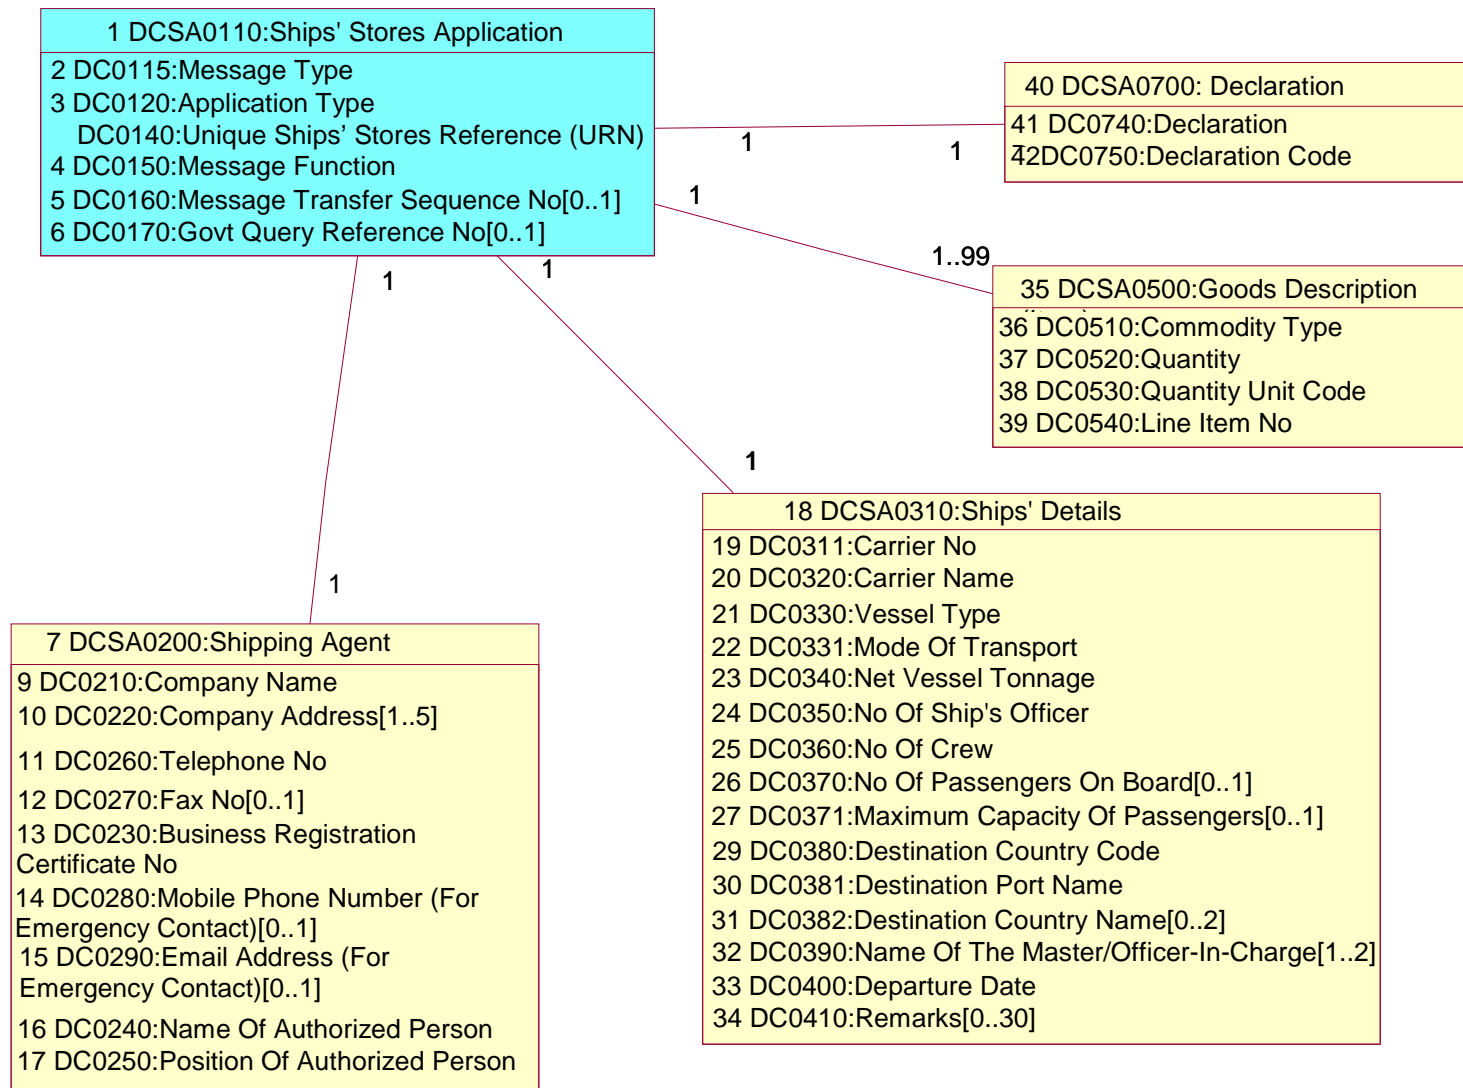 1 DCSA0110:Ships' Stores Application
2 DC0115:Message Type
3 DC0120:Application Type
DC0140:Unique Ships’ Stores Reference (URN)
4 DC0150:Message Function
5 DC0160:Message Transfer Sequence No[0..1]
6 DC0170:Govt Query Reference No[0..1]
40 DCSA0700: Declaration
41 DC0740:Declaration
42DC0750:Declaration Code
1
1
1
1..99
35 DCSA0500:Goods Description
36 DC0510:Commodity Type
37 DC0520:Quantity
38 DC0530:Quantity Unit Code
39 DC0540:Line Item No
1
1
1
1
18 DCSA0310:Ships' Details
19 DC0311:Carrier No
20 DC0320:Carrier Name
21 DC0330:Vessel Type
22 DC0331:Mode Of Transport
23 DC0340:Net Vessel Tonnage
24 DC0350:No Of Ship's Officer
25 DC0360:No Of Crew
26 DC0370:No Of Passengers On Board[0..1]
27 DC0371:Maximum Capacity Of Passengers[0..1]
29 DC0380:Destination Country Code
30 DC0381:Destination Port Name
31 DC0382:Destination Country Name[0..2]
32 DC0390:Name Of The Master/Officer-In-Charge[1..2]
33 DC0400:Departure Date
34 DC0410:Remarks[0..30]
7 DCSA0200:Shipping Agent
9 DC0210:Company Name
10 DC0220:Company Address[1..5]
11 DC0260:Telephone No
12 DC0270:Fax No[0..1]
13 DC0230:Business Registration
Certificate No
14 DC0280:Mobile Phone Number (For
Emergency Contact)[0..1]
15 DC0290:Email Address (For
Emergency Contact)[0..1]
16 DC0240:Name Of Authorized Person
17 DC0250:Position Of Authorized Person